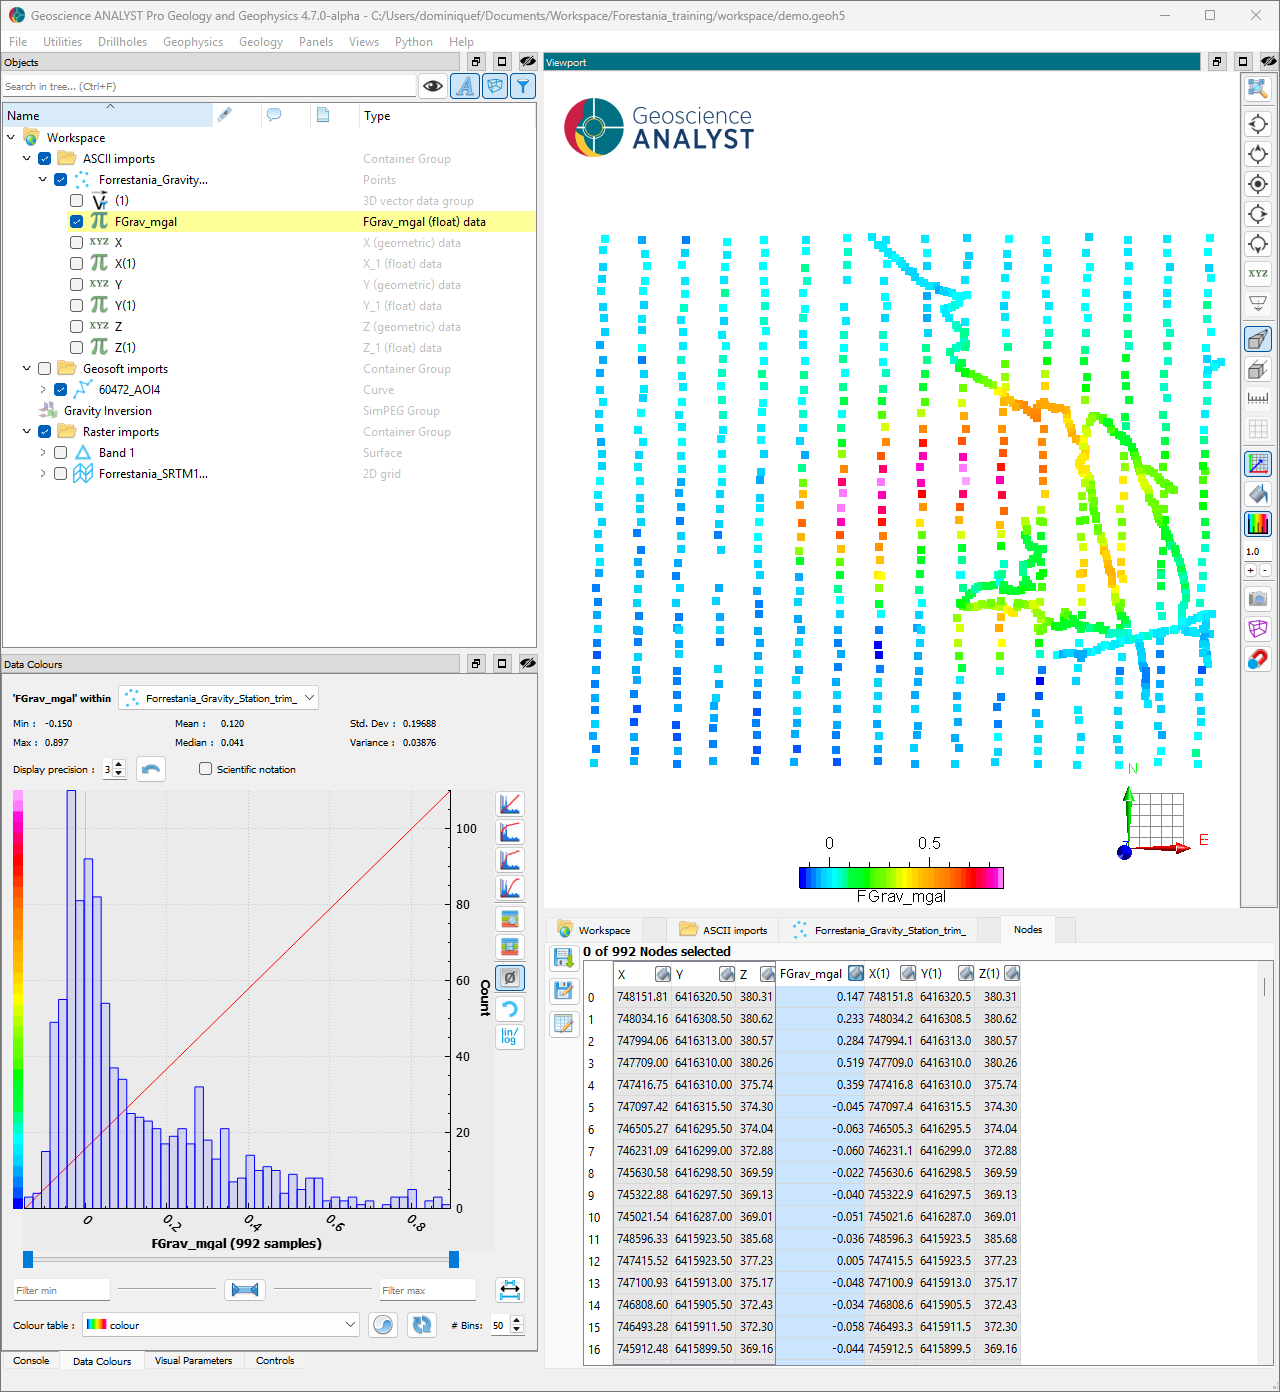 Geoscience ANALYST Pro Geology and Geophysics 4.7.0-alpha - C:/Users/dominiquef/Documents/Workspace/Forestania_training/workspace/demo.geoh5
File Utilities Drillholes Geophysics Geology Panels Views Python Help
Objects
Search in tree... (Ctrl+F)
Name Type
Workspace
ASCII imports Container Group
Forrestania_Gravity... Points
(1) 3D vector data group
FGrav_mgal FGrav_mgal (float) data
XYZ X X (geometric) data
X(1) X_1 (float) data
XYZ Y Y (geometric) data
Y(1) Y_1 (float) data
XYZ Z Z (geometric) data
Z(1) Z_1 (float) data
Geosoft imports Container Group
60472_AOI4 Curve
Gravity Inversion SimPEG Group
Raster imports Container Group
Band 1 Surface
Forrestania_SRTM1... 2D grid
Viewport
Geoscience
ANALYST
XYZ
1.0
+ -
N
E
0 0.5
FGrav_mgal
Data Colours
'FGrav_mgal' within Forrestania_Gravity_Station_trim_
Min : -0.150 Mean : 0.120 Std. Dev : 0.19688
Max : 0.897 Median : 0.041 Variance : 0.03876
Display precision : 3 Scientific notation
100
80
60
40
20
0
Count
0 0.2 0.4 0.6 0.8
FGrav_mgal (992 samples)
lin/
log
Filter min Filter max
Colour table : colour # Bins: 50
Console Data Colours Visual Parameters Controls
Workspace ASCII imports Forrestania_Gravity_Station_trim_ Nodes
0 of 992 Nodes selected
X Y Z FGrav_mgal X(1) Y(1) Z(1)
0 748151.81 6416320.50 380.31 0.147 748151.8 6416320.5 380.31
1 748034.16 6416308.50 380.62 0.233 748034.2 6416308.5 380.62
2 747994.06 6416313.00 380.57 0.284 747994.1 6416313.0 380.57
3 747709.00 6416310.00 380.26 0.519 747709.0 6416310.0 380.26
4 747416.75 6416310.00 375.74 0.359 747416.8 6416310.0 375.74
5 747097.42 6416315.50 374.30 -0.045 747097.4 6416315.5 374.30
6 746505.27 6416295.50 374.04 -0.063 746505.3 6416295.5 374.04
7 746231.09 6416299.00 372.88 -0.060 746231.1 6416299.0 372.88
8 745630.58 6416298.50 369.59 -0.022 745630.6 6416298.5 369.59
9 745322.88 6416297.50 369.13 -0.040 745322.9 6416297.5 369.13
10 745021.54 6416287.00 369.01 -0.051 745021.6 6416287.0 369.01
11 748596.33 6415923.50 385.68 -0.036 748596.3 6415923.5 385.68
12 747415.52 6415923.50 377.23 0.005 747415.5 6415923.5 377.23
13 747100.93 6415913.00 375.17 -0.048 747100.9 6415913.0 375.17
14 746808.60 6415905.50 372.43 -0.034 746808.6 6415905.5 372.43
15 746493.28 6415911.50 372.30 -0.058 746493.3 6415911.5 372.30
16 745912.48 6415899.50 369.16 -0.044 745912.5 6415899.5 369.16